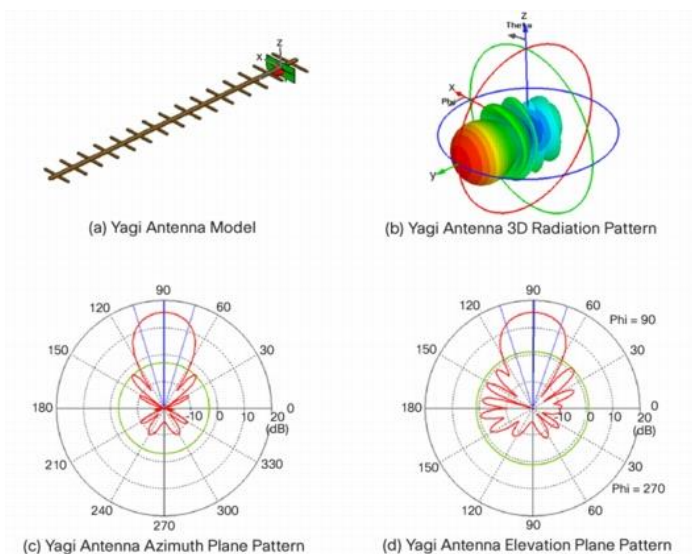 Z
X
(a) Yagi Antenna Model
Z
Theta
X
Phi
y
(b) Yagi Antenna 3D Radiation Pattern
90
120
60
150
30
180
-10 0 10 20 0
(dB)
210
330
240
300
270
(c) Yagi Antenna Azimuth Plane Pattern
90
120
60
Phi = 90
150
30
180
-10 0 10 20 0
(dB)
150
30
120
60
Phi = 270
90
(d) Yagi Antenna Elevation Plane Pattern